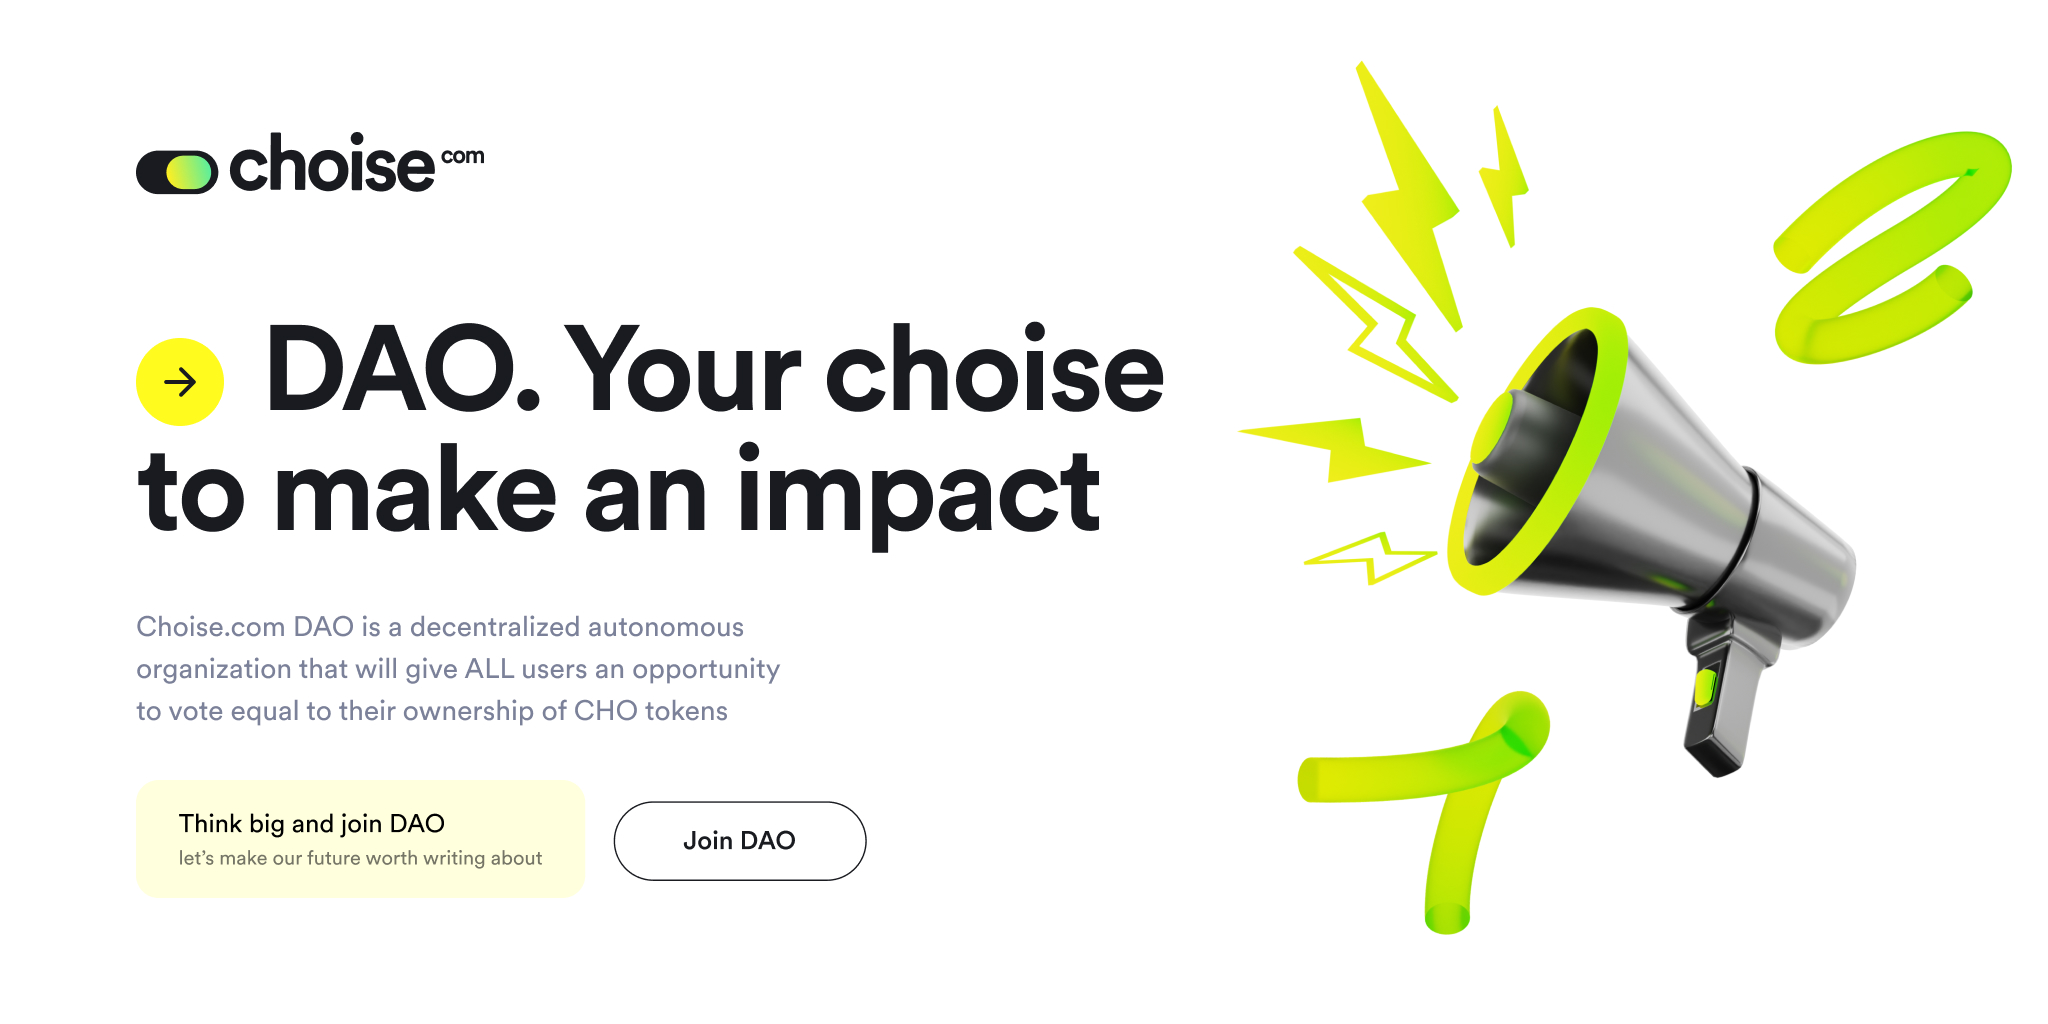 choise com
DAO. Your choise
to make an impact
Choise.com DAO is a decentralized autonomous
organization that will give ALL users an opportunity
to vote equal to their ownership of CHO tokens
Think big and join DAO
let’s make our future worth writing about
Join DAO